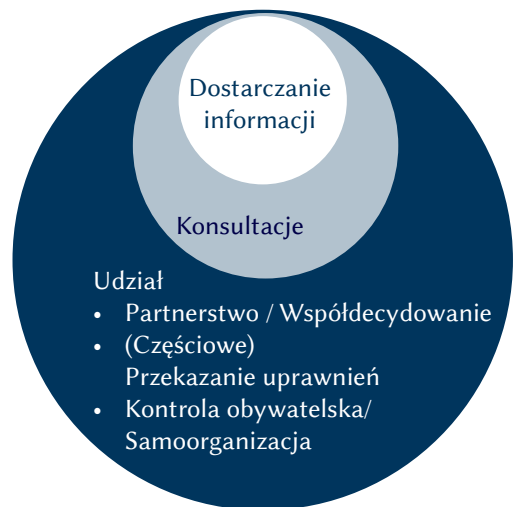 Dostarczanie
informacji
Konsultacje
Udział
• Partnerstwo / Współdecydowanie
• (Częściowe)
Przekazanie uprawnień
• Kontrola obywatelska/
Samoorganizacja